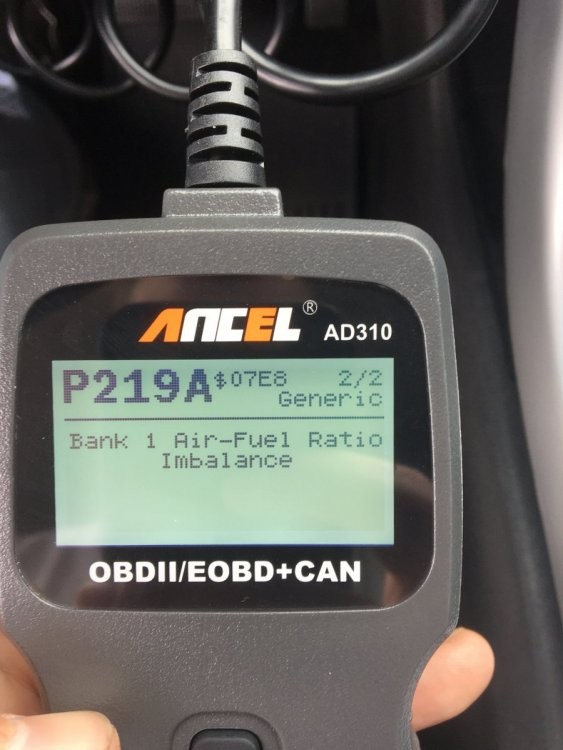 ANCEL® AD310
P219A $07E8 2/2
Generic
Bank 1 Air-Fuel Ratio
Imbalance
OBDII/EOBD+CAN